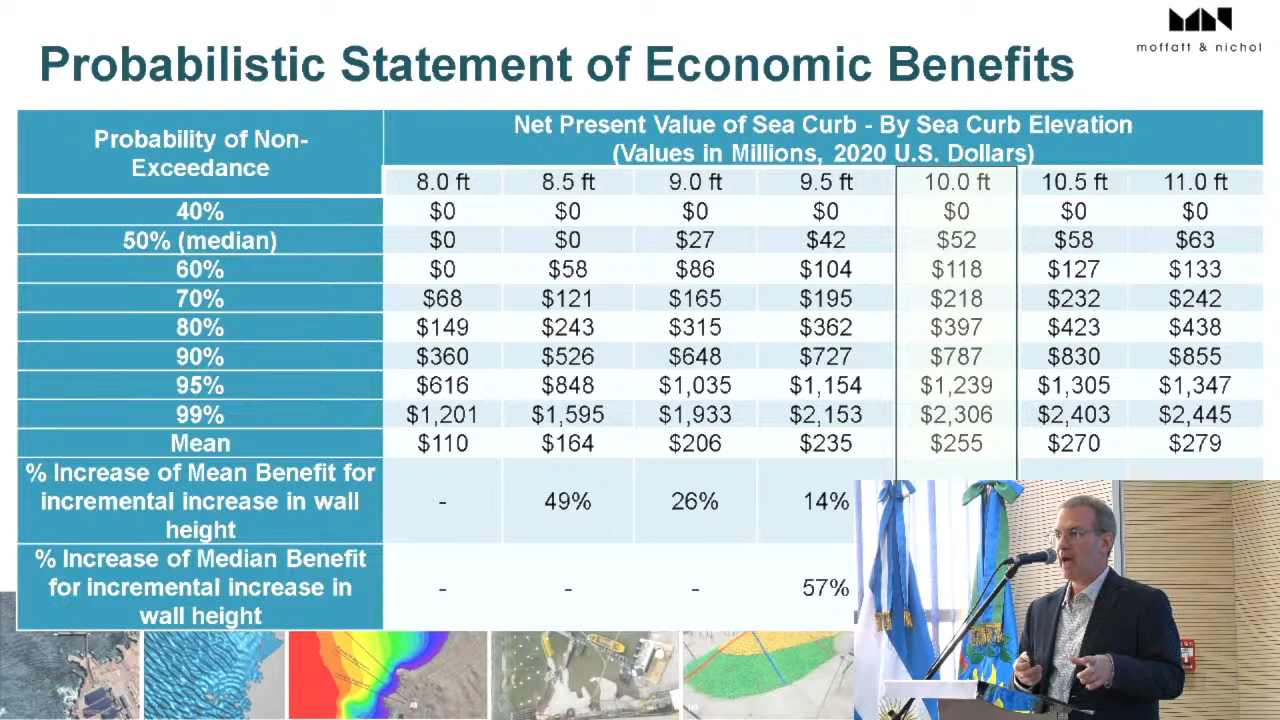 moffatt & nichol
Probabilistic Statement of Economic Benefits
Probability of Non-
Exceedance
Net Present Value of Sea Curb - By Sea Curb Elevation
(Values in Millions, 2020 U.S. Dollars)
8.0 ft 8.5 ft 9.0 ft 9.5 ft 10.0 ft 10.5 ft 11.0 ft
40% $0 $0 $0 $0 $0 $0 $0
50% (median) $0 $0 $27 $42 $52 $58 $63
60% $0 $58 $86 $104 $118 $127 $133
70% $68 $121 $165 $195 $218 $232 $242
80% $149 $243 $315 $362 $397 $423 $438
90% $360 $526 $648 $727 $787 $830 $855
95% $616 $848 $1,035 $1,154 $1,239 $1,305 $1,347
99% $1,201 $1,595 $1,933 $2,153 $2,306 $2,403 $2,445
Mean $110 $164 $206 $235 $255 $270 $279
% Increase of Mean Benefit for
incremental increase in wall
height
- 49% 26% 14%
% Increase of Median Benefit
for incremental increase in
wall height
- - - 57%